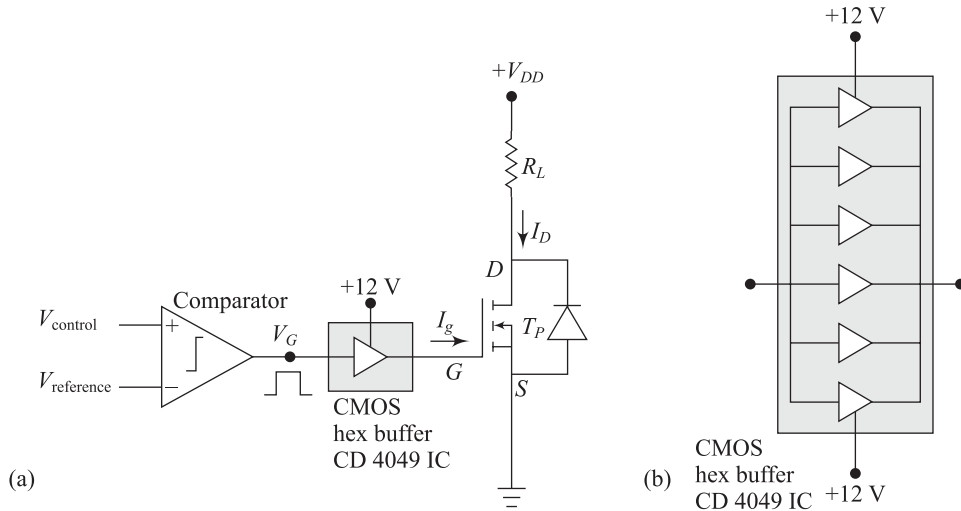 +V_DD
R_L
I_D
D
Comparator
+12 V
V_control
+
V_G
I_g
T_P
G
V_reference
−
S
CMOS
hex buffer
CD 4049 IC
(a)
+12 V
CMOS
hex buffer
CD 4049 IC
+12 V
(b)